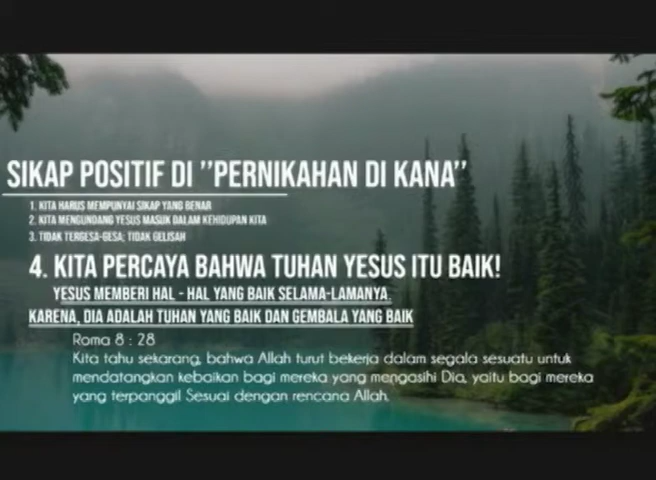 SIKAP POSITIF DI "PERNIKAHAN DI KANA"
1. KITA HARUS MEMPUNYAI SIKAP YANG BENAR
2. KITA MENGUNDANG YESUS MASUK DALAM KEHIDUPAN KITA
3. TIDAK TERGESA-GESA; TIDAK GELISAH
4. KITA PERCAYA BAHWA TUHAN YESUS ITU BAIK!
YESUS MEMBERI HAL - HAL YANG BAIK SELAMA-LAMANYA.
KARENA, DIA ADALAH TUHAN YANG BAIK DAN GEMBALA YANG BAIK
Roma 8 : 28
Kita tahu sekarang, bahwa Allah turut bekerja dalam segala sesuatu untuk
mendatangkan kebaikan bagi mereka yang mengasihi Dia, yaitu bagi mereka
yang terpanggil Sesuai dengan rencana Allah.